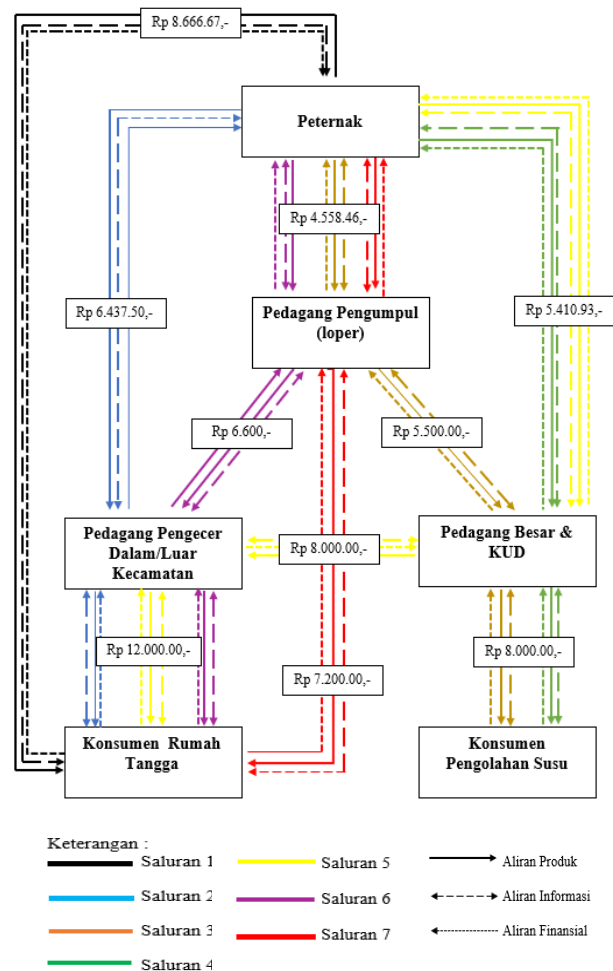 Rp 8.666.67,-
Peternak
Rp 4.558.46,-
Rp 6.437.50,-
Pedagang Pengumpul
(loper)
Rp 5.410.93,-
Rp 6.600,-
Rp 5.500.00,-
Pedagang Pengecer
Dalam/Luar
Kecamatan
Rp 8.000.00,-
Pedagang Besar &
KUD
Rp 12.000.00,-
Rp 7.200.00,-
Rp 8.000.00,-
Konsumen Rumah
Tangga
Konsumen
Pengolahan Susu
Keterangan :
Saluran 1
Saluran 5
Aliran Produk
Saluran 2
Saluran 6
Aliran Informasi
Saluran 3
Saluran 7
Aliran Finansial
Saluran 4